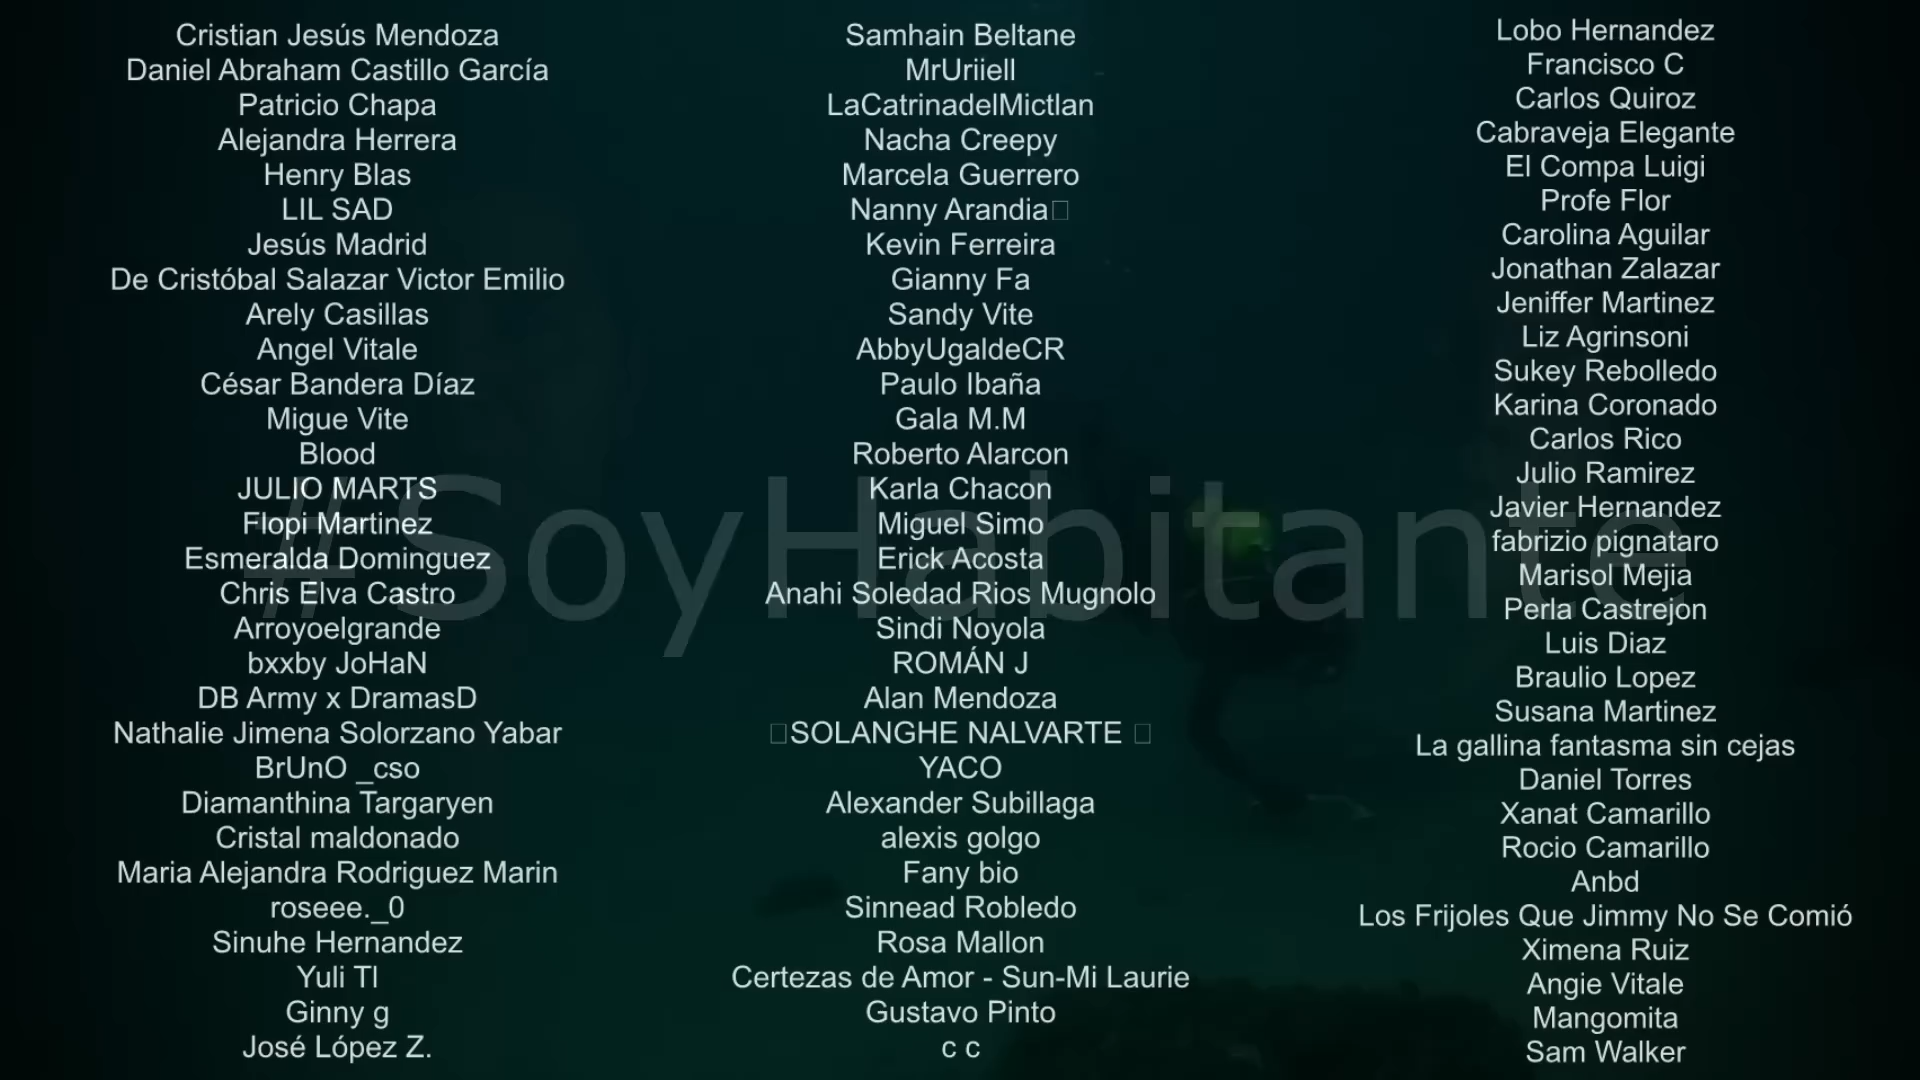 Cristian Jesús Mendoza
Daniel Abraham Castillo García
Patricio Chapa
Alejandra Herrera
Henry Blas
LIL SAD
Jesús Madrid
De Cristóbal Salazar Victor Emilio
Arely Casillas
Angel Vitale
César Bandera Díaz
Migue Vite
Blood
JULIO MARTS
Flopi Martinez
Esmeralda Dominguez
Chris Elva Castro
Arroyoelgrande
bxxby JoHaN
DB Army x DramasD
Nathalie Jimena Solorzano Yabar
BrUnO _cso
Diamanthina Targaryen
Cristal maldonado
Maria Alejandra Rodriguez Marin
roseee._0
Sinuhe Hernandez
Yuli Tl
Ginny g
José López Z.
Samhain Beltane
MrUriiell
LaCatrinadelMictlan
Nacha Creepy
Marcela Guerrero
Nanny Arandia
Kevin Ferreira
Gianny Fa
Sandy Vite
AbbyUgaldeCR
Paulo Ibaña
Gala M.M
Roberto Alarcon
Karla Chacon
Miguel Simo
Erick Acosta
Anahi Soledad Rios Mugnolo
Sindi Noyola
ROMÁN J
Alan Mendoza
SOLANGHE NALVARTE
YACO
Alexander Subillaga
alexis golgo
Fany bio
Sinnead Robledo
Rosa Mallon
Certezas de Amor - Sun-Mi Laurie
Gustavo Pinto
c c
Lobo Hernandez
Francisco C
Carlos Quiroz
Cabraveja Elegante
El Compa Luigi
Profe Flor
Carolina Aguilar
Jonathan Zalazar
Jeniffer Martinez
Liz Agrinsoni
Sukey Rebolledo
Karina Coronado
Carlos Rico
Julio Ramirez
Javier Hernandez
fabrizio pignataro
Marisol Mejia
Perla Castrejon
Luis Diaz
Braulio Lopez
Susana Martinez
La gallina fantasma sin cejas
Daniel Torres
Xanat Camarillo
Rocio Camarillo
Anbd
Los Frijoles Que Jimmy No Se Comió
Ximena Ruiz
Angie Vitale
Mangomita
Sam Walker
#SoyHabitante